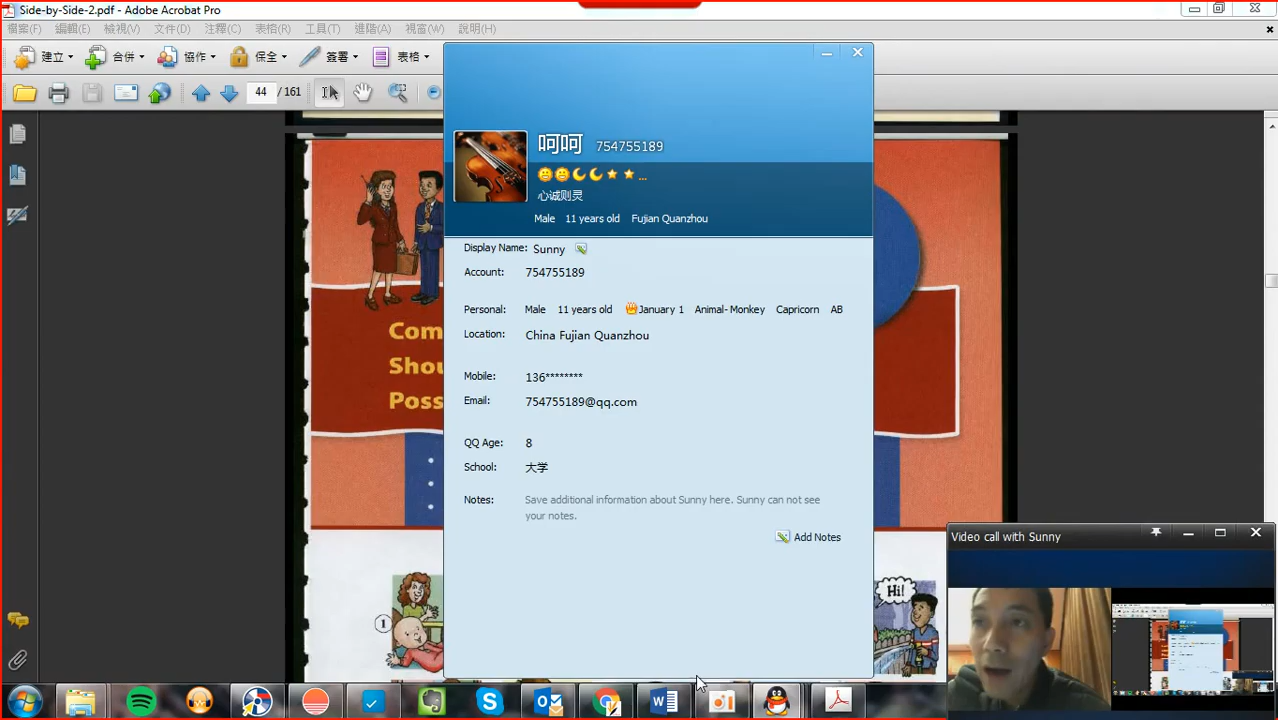 Side-by-Side-2.pdf - Adobe Acrobat Pro
檔案(F) 編輯(E) 檢視(V) 文件(D) 注釋(C) 表格(R) 工具(T) 進階(A) 視窗(W) 說明(H)
建立 合併 協作 保全 簽署 表格
44 / 161
呵呵 754755189
...
心诚则灵
Male 11 years old Fujian Quanzhou
Display Name: Sunny
Account: 754755189
Personal: Male 11 years old January 1 Animal-Monkey Capricorn AB
Location: China Fujian Quanzhou
Mobile: 136********
Email: 754755189@qq.com
QQ Age: 8
School: 大学
Notes: Save additional information about Sunny here. Sunny can not see
your notes.
Add Notes
Com
Shou
Poss
Video call with Sunny
1
Hi!